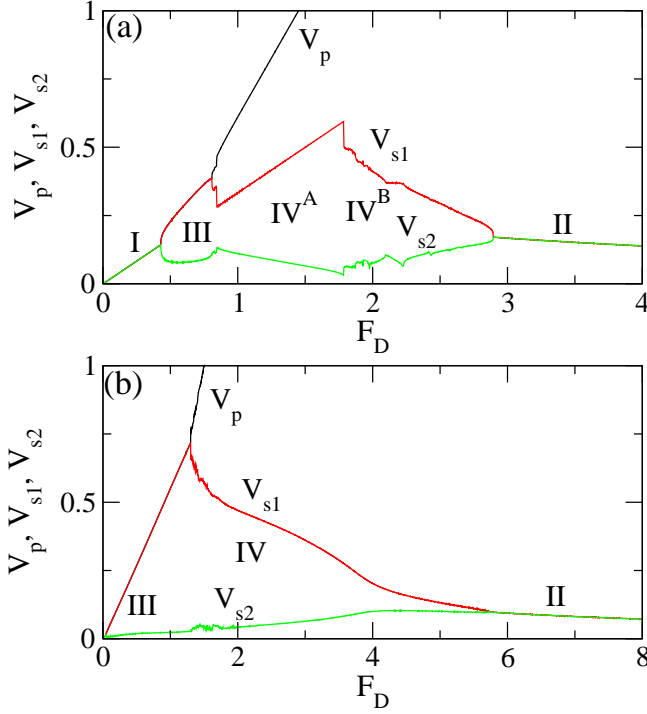 (a)
V_p
V_p, V_s1, V_s2
1
0.5
0
I
III
IV^A
IV^B
V_s1
V_s2
II
0 1 2 3 4
F_D
(b)
V_p
V_p, V_s1, V_s2
1
0.5
0
III
V_s2
IV
V_s1
II
0 2 4 6 8
F_D